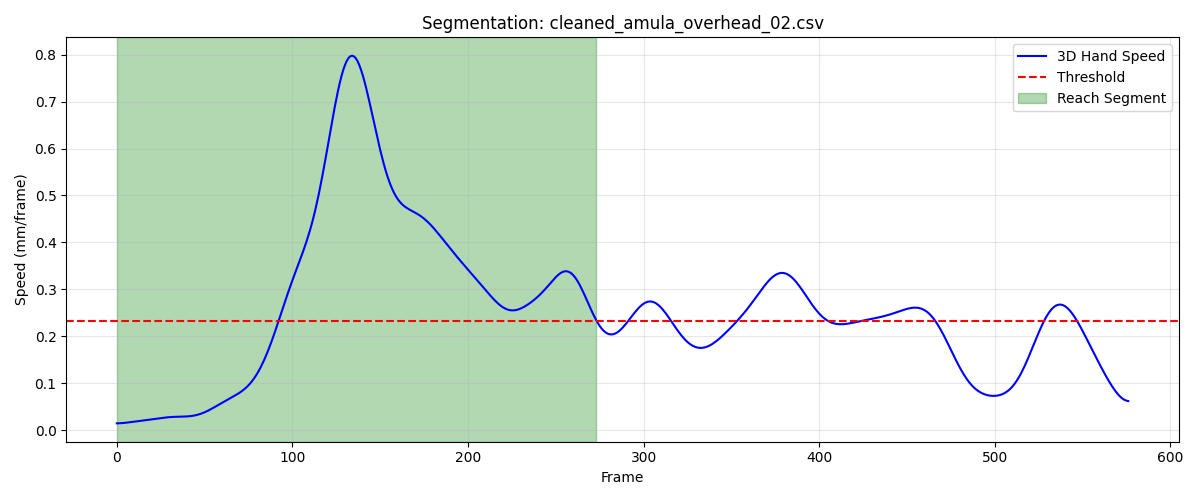 Segmentation: cleaned_amula_overhead_02.csv
3D Hand Speed
Threshold
Reach Segment
Speed (mm/frame)
0.8
0.7
0.6
0.5
0.4
0.3
0.2
0.1
0.0
0 100 200 300 400 500 600
Frame